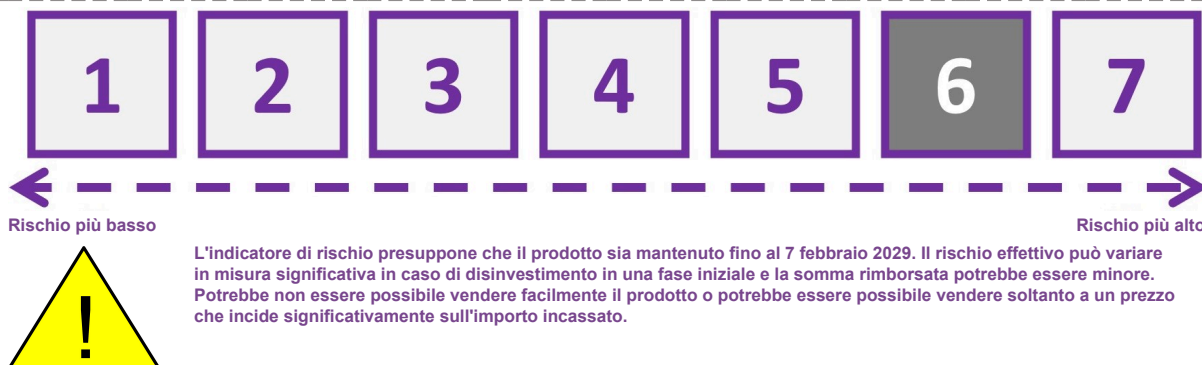 1 2 3 4 5 6 7
Rischio più basso Rischio più alto
L'indicatore di rischio presuppone che il prodotto sia mantenuto fino al 7 febbraio 2029. Il rischio effettivo può variare
in misura significativa in caso di disinvestimento in una fase iniziale e la somma rimborsata potrebbe essere minore.
Potrebbe non essere possibile vendere facilmente il prodotto o potrebbe essere possibile vendere soltanto a un prezzo
che incide significativamente sull'importo incassato.
!